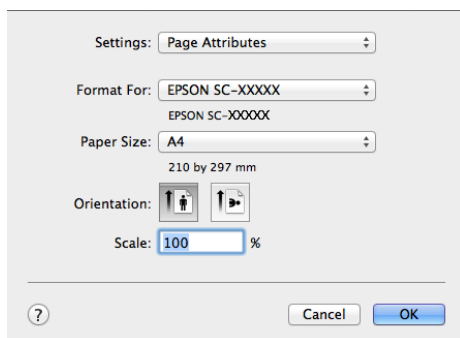 Settings: Page Attributes
Format For: EPSON SC-XXXXX
EPSON SC-XXXXX
Paper Size: A4
210 by 297 mm
Orientation:
Scale: 100 %
? Cancel OK